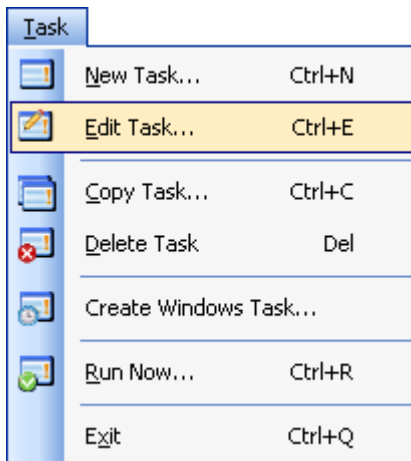 Task
New Task... Ctrl+N
Edit Task... Ctrl+E
Copy Task... Ctrl+C
Delete Task Del
Create Windows Task...
Run Now... Ctrl+R
Exit Ctrl+Q